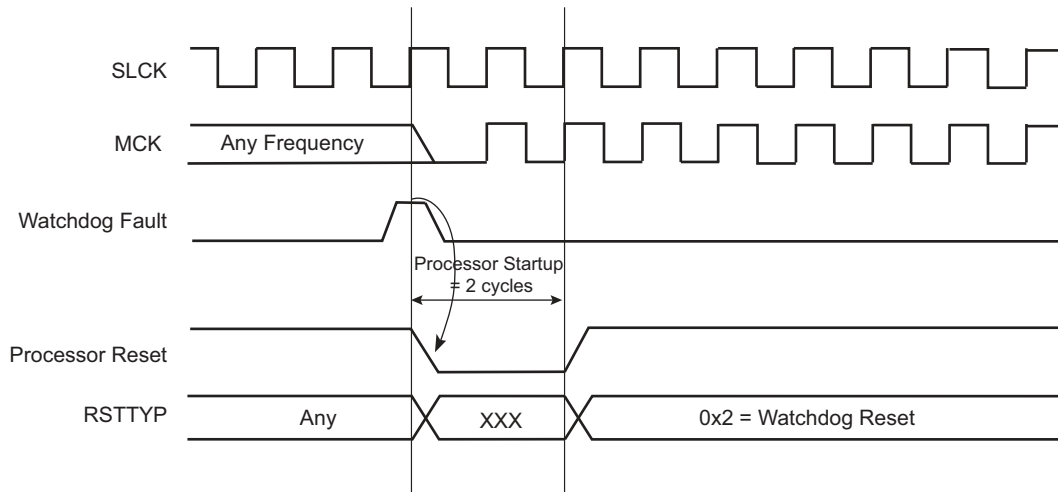 SLCK
MCK
Any Frequency
Watchdog Fault
Processor Startup
= 2 cycles
Processor Reset
RSTTYP
Any
XXX
0x2 = Watchdog Reset